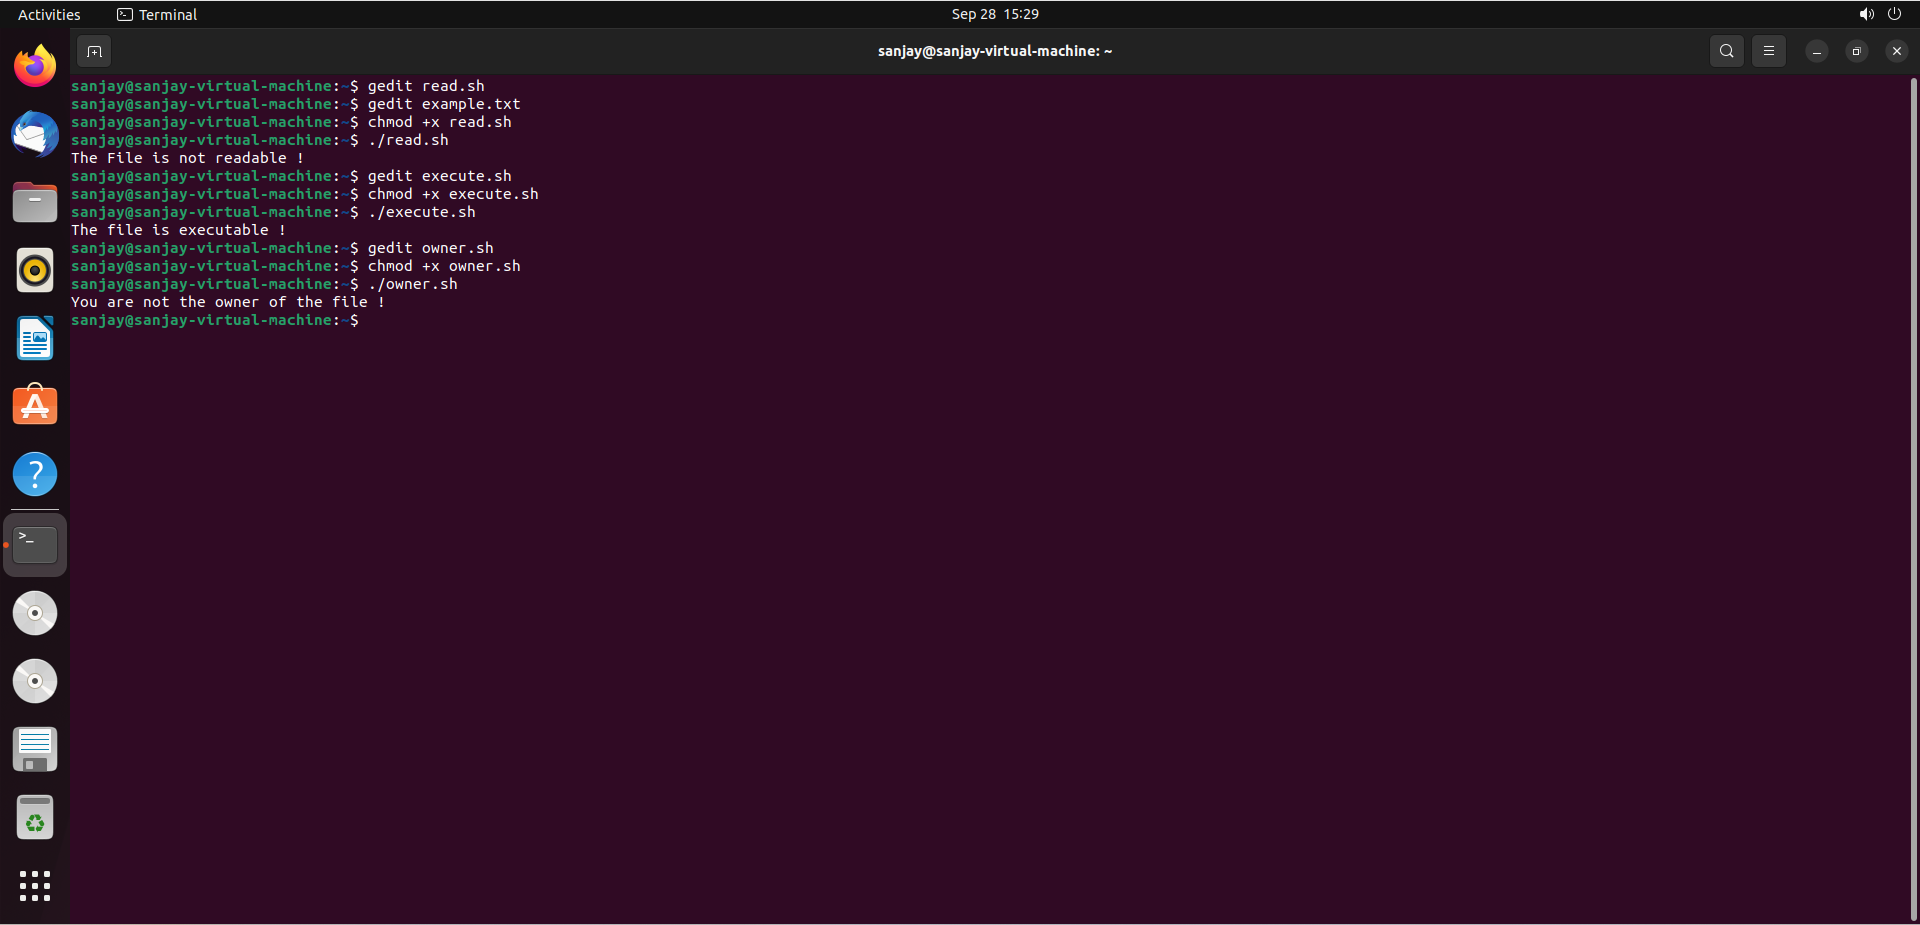 Activities
Terminal
Sep 28 15:29
sanjay@sanjay-virtual-machine: ~
sanjay@sanjay-virtual-machine:~$ gedit read.sh
sanjay@sanjay-virtual-machine:~$ gedit example.txt
sanjay@sanjay-virtual-machine:~$ chmod +x read.sh
sanjay@sanjay-virtual-machine:~$ ./read.sh
The File is not readable !
sanjay@sanjay-virtual-machine:~$ gedit execute.sh
sanjay@sanjay-virtual-machine:~$ chmod +x execute.sh
sanjay@sanjay-virtual-machine:~$ ./execute.sh
The file is executable !
sanjay@sanjay-virtual-machine:~$ gedit owner.sh
sanjay@sanjay-virtual-machine:~$ chmod +x owner.sh
sanjay@sanjay-virtual-machine:~$ ./owner.sh
You are not the owner of the file !
sanjay@sanjay-virtual-machine:~$